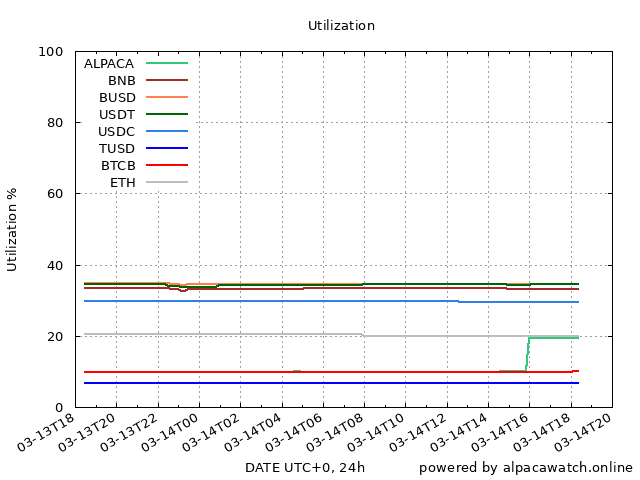 Utilization
100
80
60
40
20
0
Utilization %
ALPACA
BNB
BUSD
USDT
USDC
TUSD
BTCB
ETH
03-13T18
03-13T20
03-13T22
03-14T00
03-14T02
03-14T04
03-14T06
03-14T08
03-14T10
03-14T12
03-14T14
03-14T16
03-14T18
03-14T20
DATE UTC+0, 24h
powered by alpacawatch.online